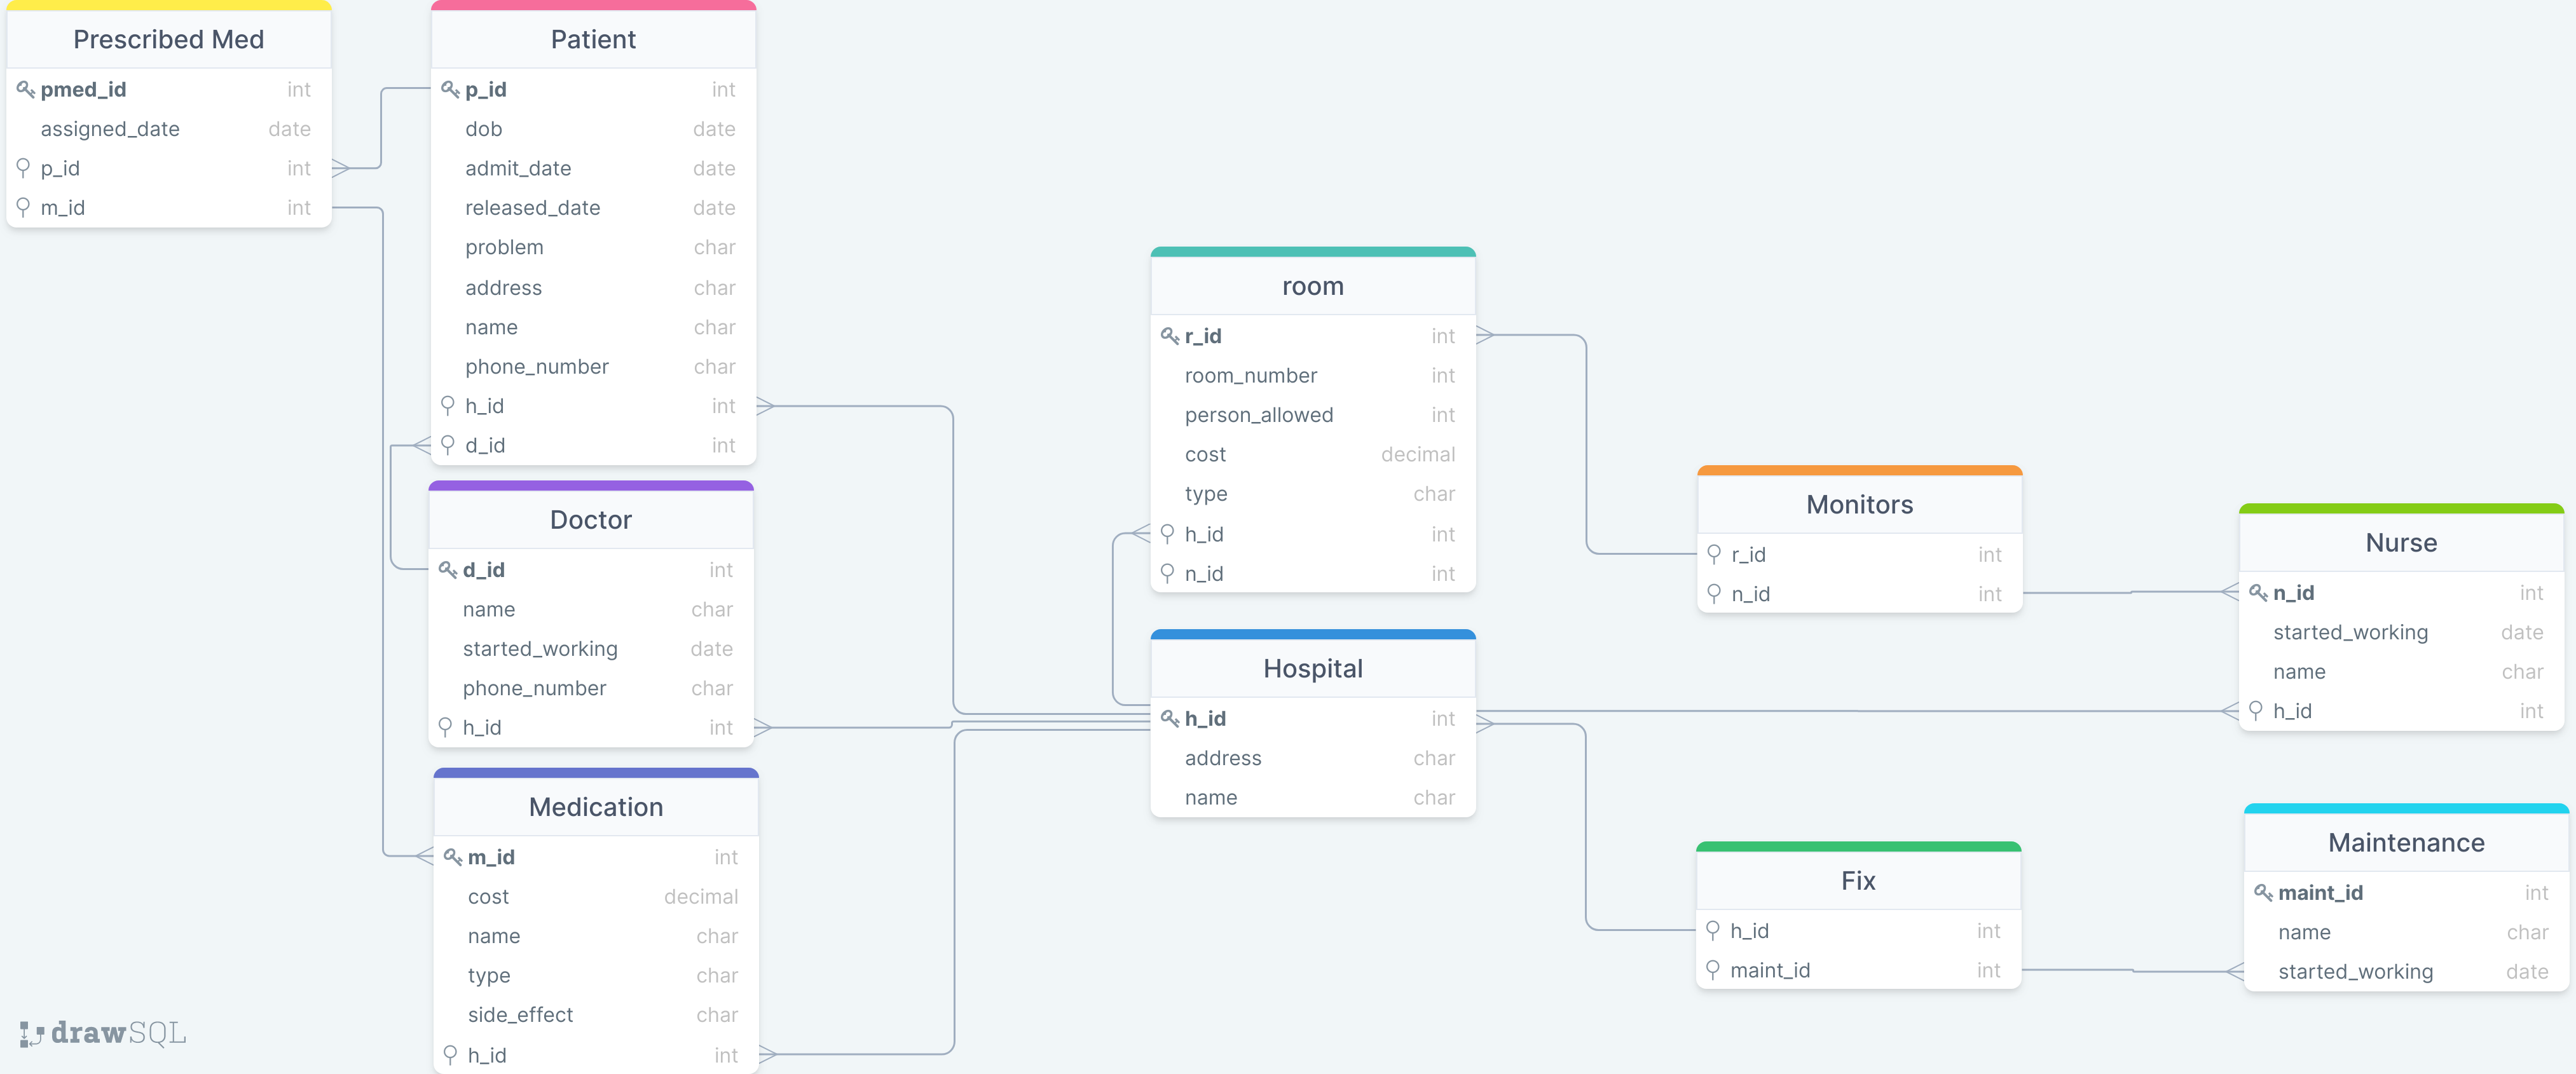 Prescribed Med
pmed_id int
assigned_date date
p_id int
m_id int
Patient
p_id int
dob date
admit_date date
released_date date
problem char
address char
name char
phone_number char
h_id int
d_id int
Doctor
d_id int
name char
started_working date
phone_number char
h_id int
Medication
m_id int
cost decimal
name char
type char
side_effect char
h_id int
room
r_id int
room_number int
person_allowed int
cost decimal
type char
h_id int
n_id int
Hospital
h_id int
address char
name char
Monitors
r_id int
n_id int
Fix
h_id int
maint_id int
Nurse
n_id int
started_working date
name char
h_id int
Maintenance
maint_id int
name char
started_working date
drawSQL